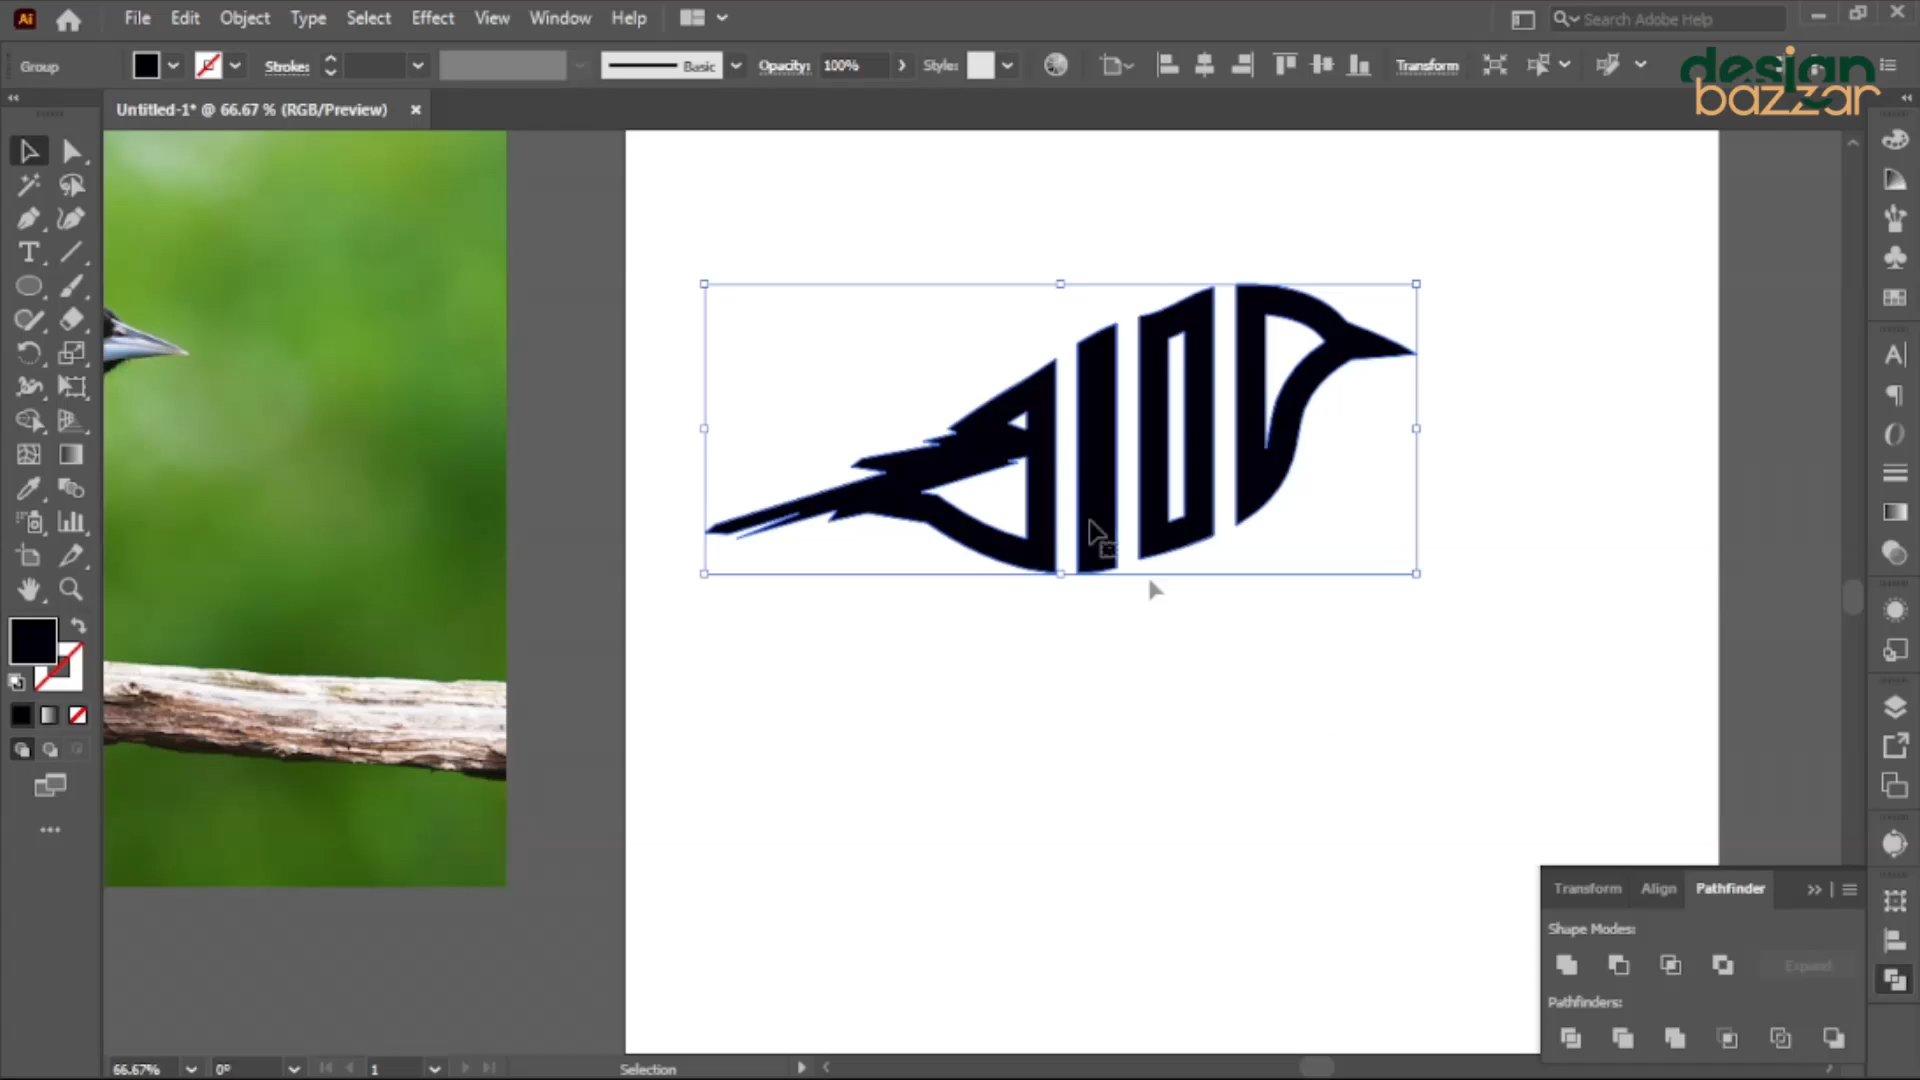 Ai File Edit Object Type Select Effect View Window Help Search Adobe Help
Group Stroke: Basic Opacity: 100% Style: Transform
design
bazzar
Untitled-1* @ 66.67 % (RGB/Preview)
Transform Align Pathfinder
Shape Modes:
Expand
Pathfinders:
66.67% 0° 1 Selection